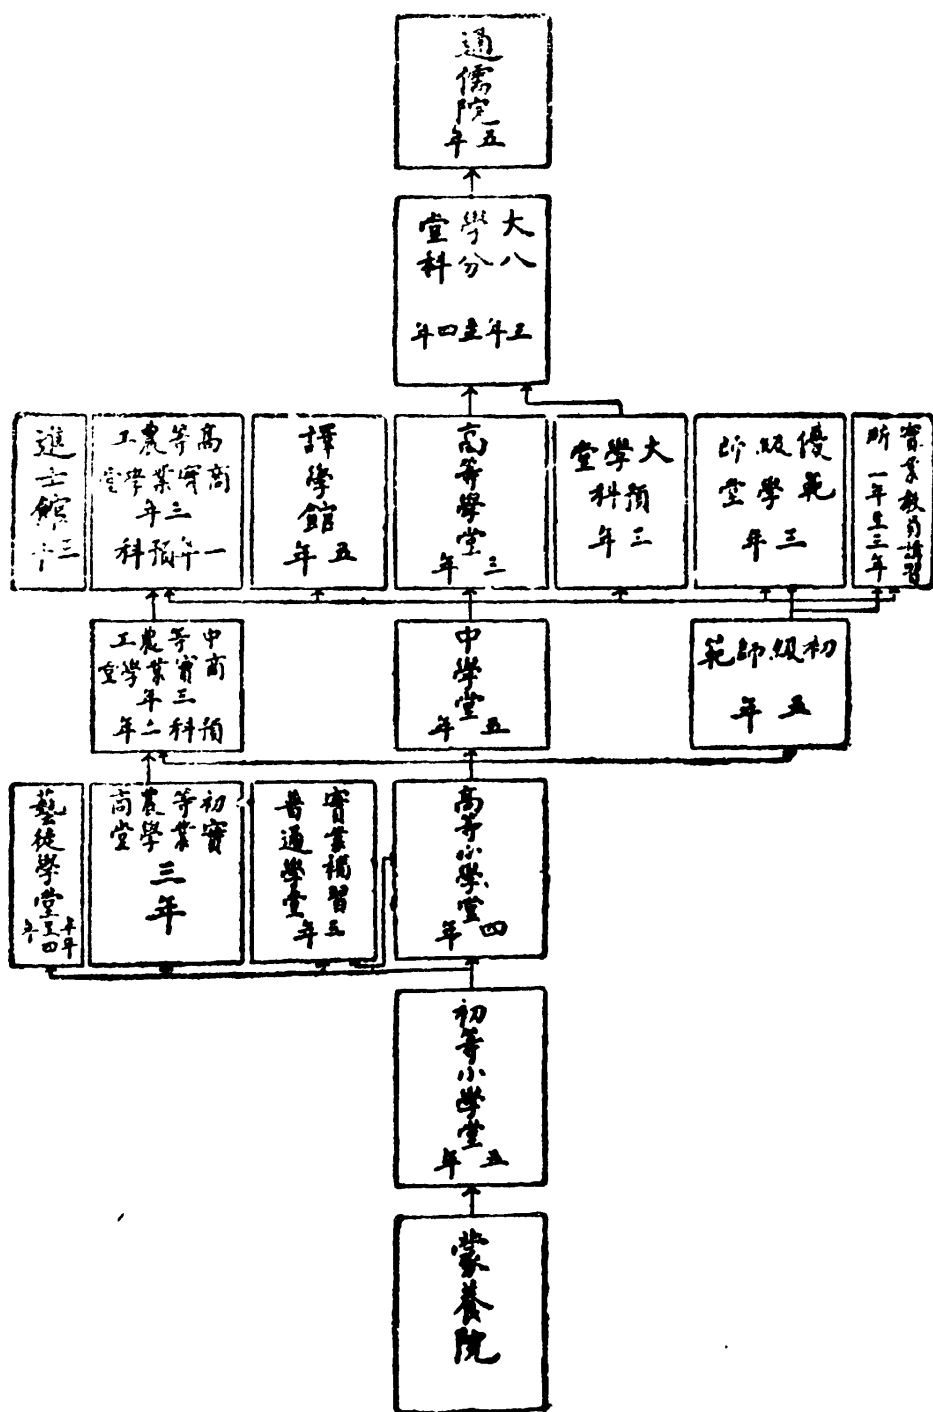 通儒院
五年
大學堂
八分科
三年至四年
進士館
三年
高等農工
商實業學堂
三年
一年預科
譯學館
五年
高等學堂
三年
大學堂
預科
三年
優級師
範學堂
三年
實業教員講習
所一年至三年
中等農工
商實業學堂
三年
預科二年
中學堂
五年
初級師範
五年
藝徒學堂
年至四年
初等農商
實業學堂
三年
實業補習
普通學堂
三年
高等小學堂
四年
初等小學堂
五年
蒙養院